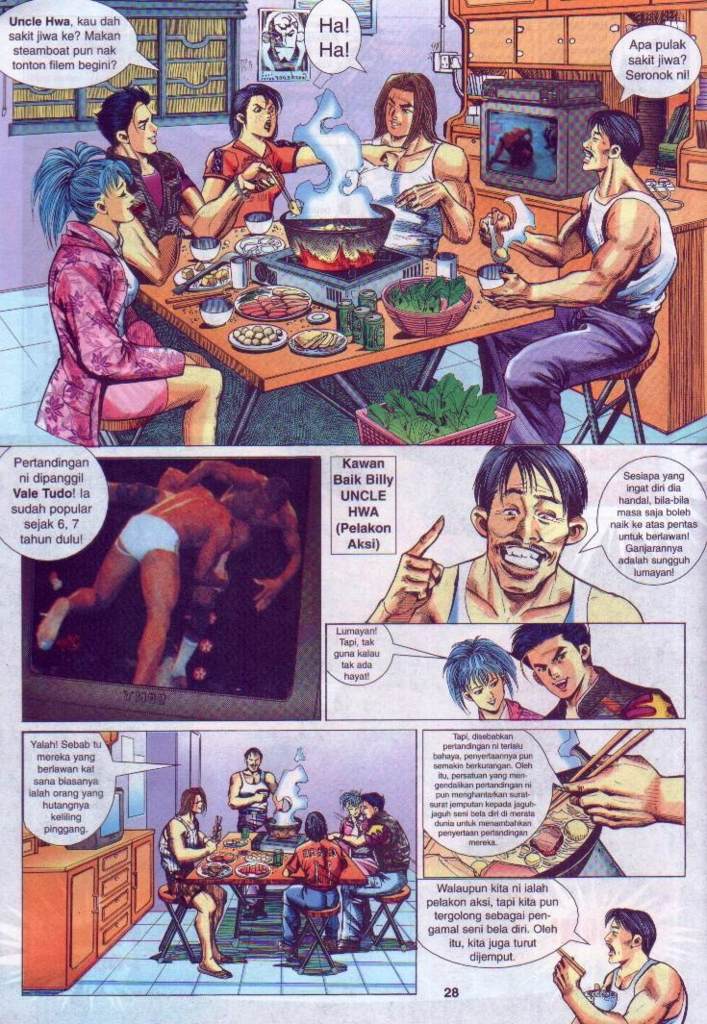 Uncle Hwa, kau dah
sakit jiwa ke? Makan
steamboat pun nak
tonton filem begini?
Ha!
Ha!
Apa pulak
sakit jiwa?
Seronok ni!
Pertandingan
ni dipanggil
Vale Tudo! Ia
sudah popular
sejak 6, 7
tahun dulu!
Kawan
Baik Billy
UNCLE
HWA
(Pelakon
Aksi)
Sesiapa yang
ingat diri dia
handal, bila-bila
masa saja boleh
naik ke atas pentas
untuk berlawan!
Ganjarannya
adalah sungguh
lumayan!
Lumayan!
Tapi, tak
guna kalau
tak ada
hayat!
Yalah! Sebab tu
mereka yang
berlawan kat
sana biasanya
ialah orang yang
hutangnya
keliling
pinggang.
Tapi, disebabkan
pertandingan ni terlalu
bahaya, penyertaannya pun
semakin berkurangan. Oleh
itu, persatuan yang men-
gendalikan pertandingan ni
pun menghantarkan surat-
surat jemputan kepada jaguh-
jaguh seni bela diri di merata
dunia untuk menambahkan
penyertaan pertandingan
mereka.
Walaupun kita ni ialah
pelakon aksi, tapi kita pun
tergolong sebagai pen-
gamal seni bela diri. Oleh
itu, kita juga turut
dijemput.
28